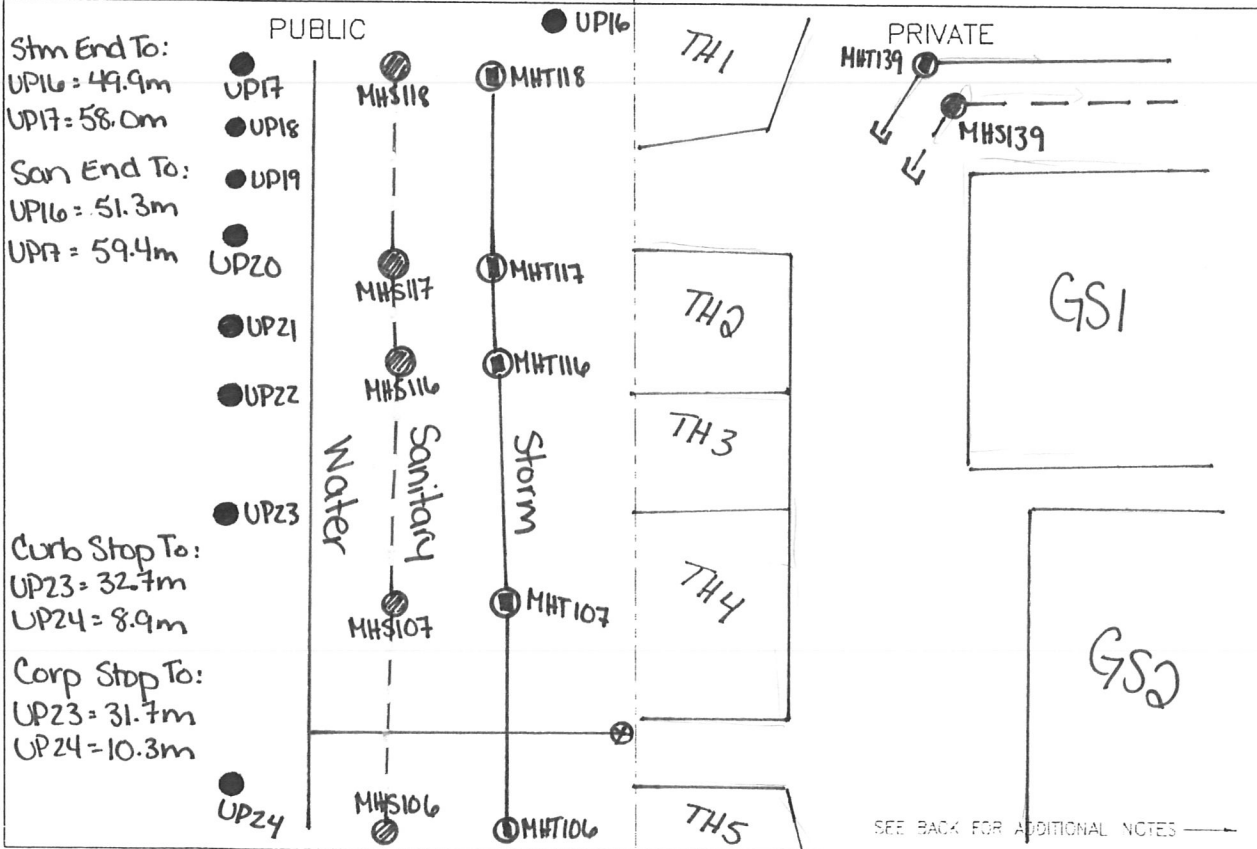 PUBLIC
PRIVATE
Stm End To:
UP16 = 49.9m
UP17 = 58.0m
San End To:
UP16 = 51.3m
UP17 = 59.4m
Curb Stop To:
UP23 = 32.7m
UP24 = 8.9m
Corp Stop To:
UP23 = 31.7m
UP24 = 10.3m
UP16
UP17
UP18
UP19
UP20
UP21
UP22
UP23
UP24
MHS118
MHS117
MHS116
MHS107
MHS106
MHT118
MHT117
MHT116
MHT107
MHT106
Water
Sanitary
Storm
TH1
TH2
TH3
TH4
TH5
MHT139
MHS139
GS1
GS2
SEE BACK FOR ADDITIONAL NOTES